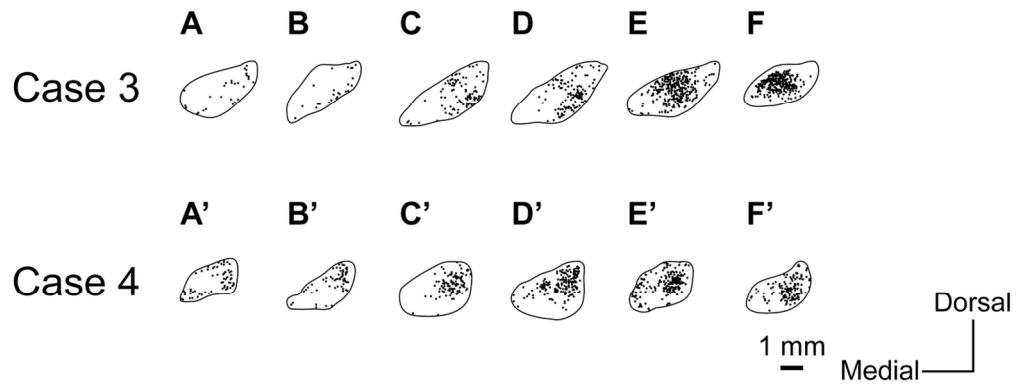 A B C D E F
Case 3
A’ B’ C’ D’ E’ F’
Case 4
Dorsal
1 mm
Medial